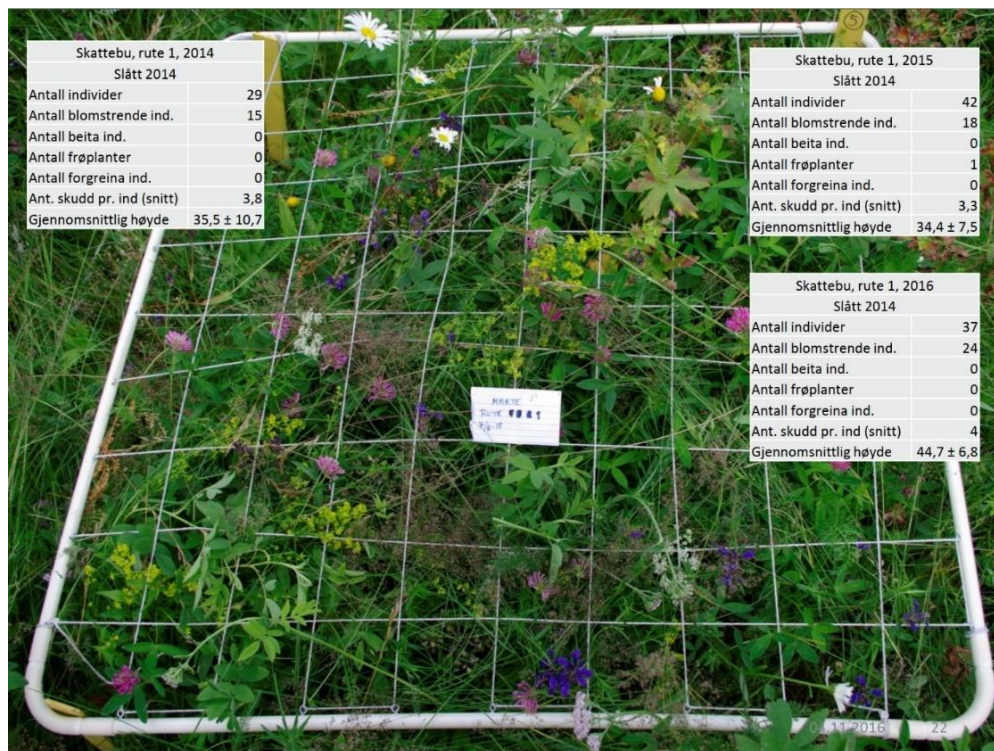 Skattebu, rute 1, 2014
Slått 2014
Antall individer 29
Antall blomstrende ind. 15
Antall beita ind. 0
Antall frøplanter 0
Antall forgreina ind. 0
Ant. skudd pr. ind (snitt) 3,8
Gjennomsnittlig høyde 35,5 ± 10,7
5
Skattebu, rute 1, 2015
Slått 2014
Antall individer 42
Antall blomstrende ind. 18
Antall beita ind. 0
Antall frøplanter 1
Antall forgreina ind. 0
Ant. skudd pr. ind (snitt) 3,3
Gjennomsnittlig høyde 34,4 ± 7,5
Skattebu, rute 1, 2016
Slått 2014
Antall individer 37
Antall blomstrende ind. 24
Antall beita ind. 0
Antall frøplanter 0
Antall forgreina ind. 0
Ant. skudd pr. ind (snitt) 4
Gjennomsnittlig høyde 44,7 ± 6,8
MARTE
RUTE 1
11.2016 22